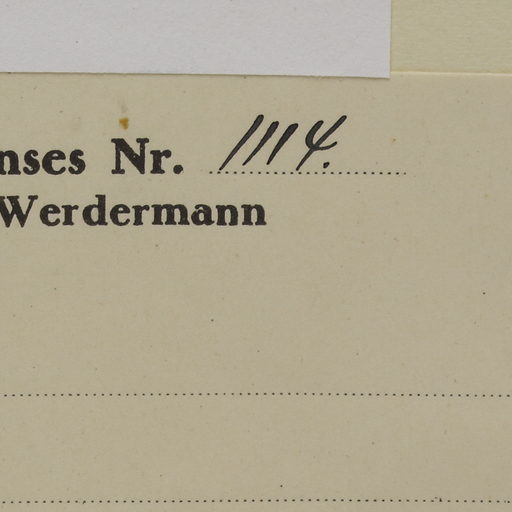 nses Nr. 1114.
Werdermann